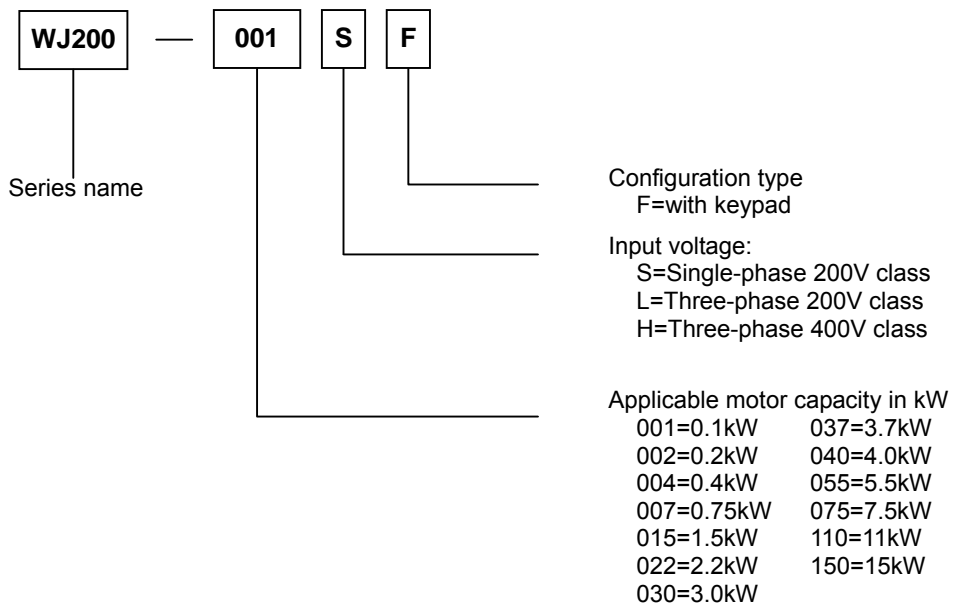 WJ200 — 001 S F
Series name
Configuration type
F=with keypad
Input voltage:
S=Single-phase 200V class
L=Three-phase 200V class
H=Three-phase 400V class
Applicable motor capacity in kW
001=0.1kW 037=3.7kW
002=0.2kW 040=4.0kW
004=0.4kW 055=5.5kW
007=0.75kW 075=7.5kW
015=1.5kW 110=11kW
022=2.2kW 150=15kW
030=3.0kW